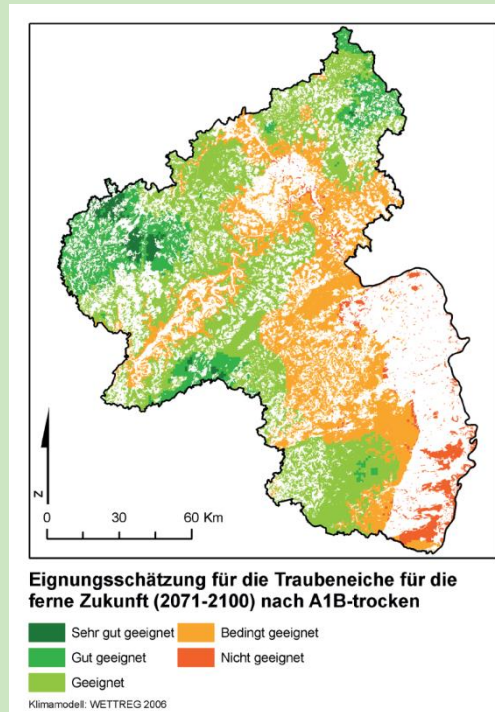 N
0 30 60 Km
Eignungsschätzung für die Traubeneiche für die
ferne Zukunft (2071-2100) nach A1B-trocken
Sehr gut geeignet
Gut geeignet
Geeignet
Bedingt geeignet
Nicht geeignet
Klimamodell: WETTREG 2006